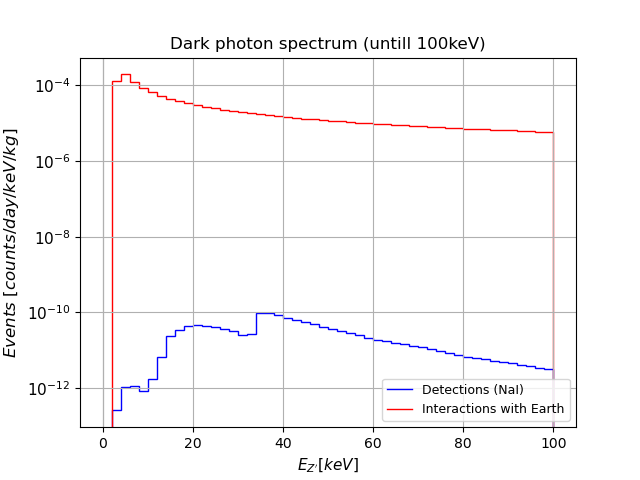 Dark photon spectrum (untill 100keV)
Events [counts/day/keV/kg]
10⁻⁴
10⁻⁶
10⁻⁸
10⁻¹⁰
10⁻¹²
Detections (NaI)
Interactions with Earth
0 20 40 60 80 100
E_Z' [keV]